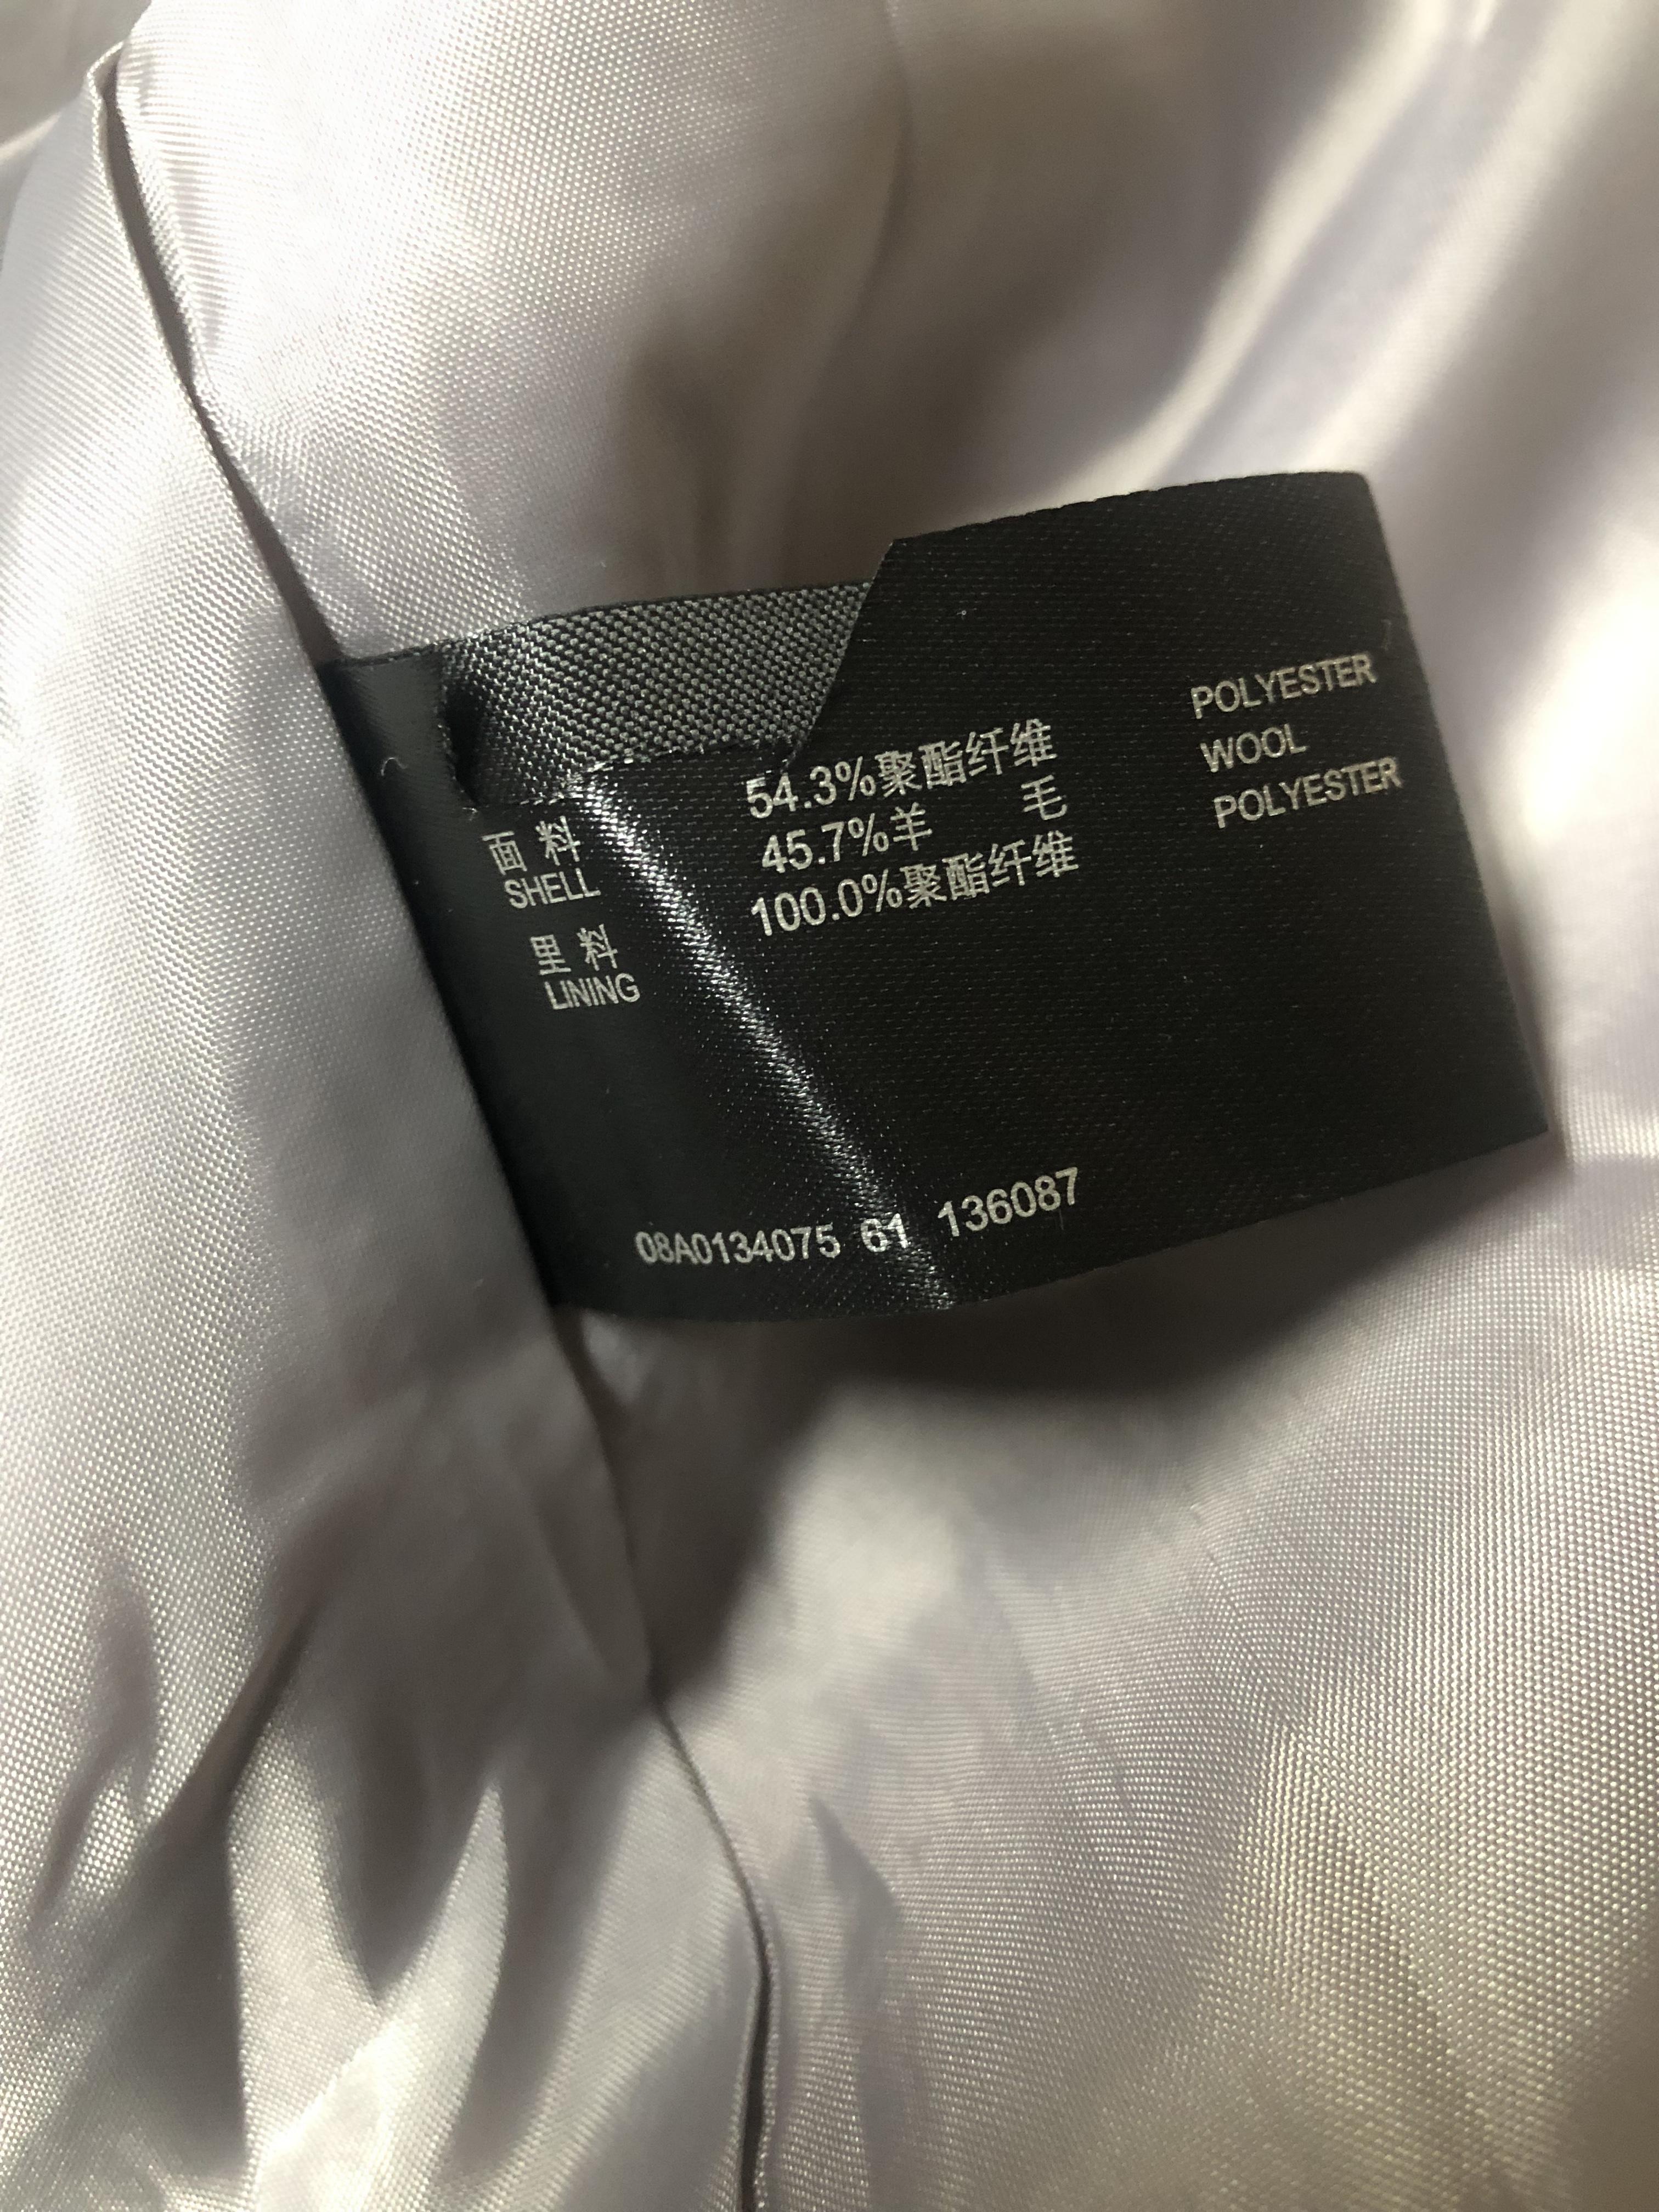 面 料 54.3%聚酯纤维 POLYESTER
SHELL 45.7%羊 毛 WOOL
里 料 100.0%聚酯纤维 POLYESTER
LINING
08A0134075 61 136087